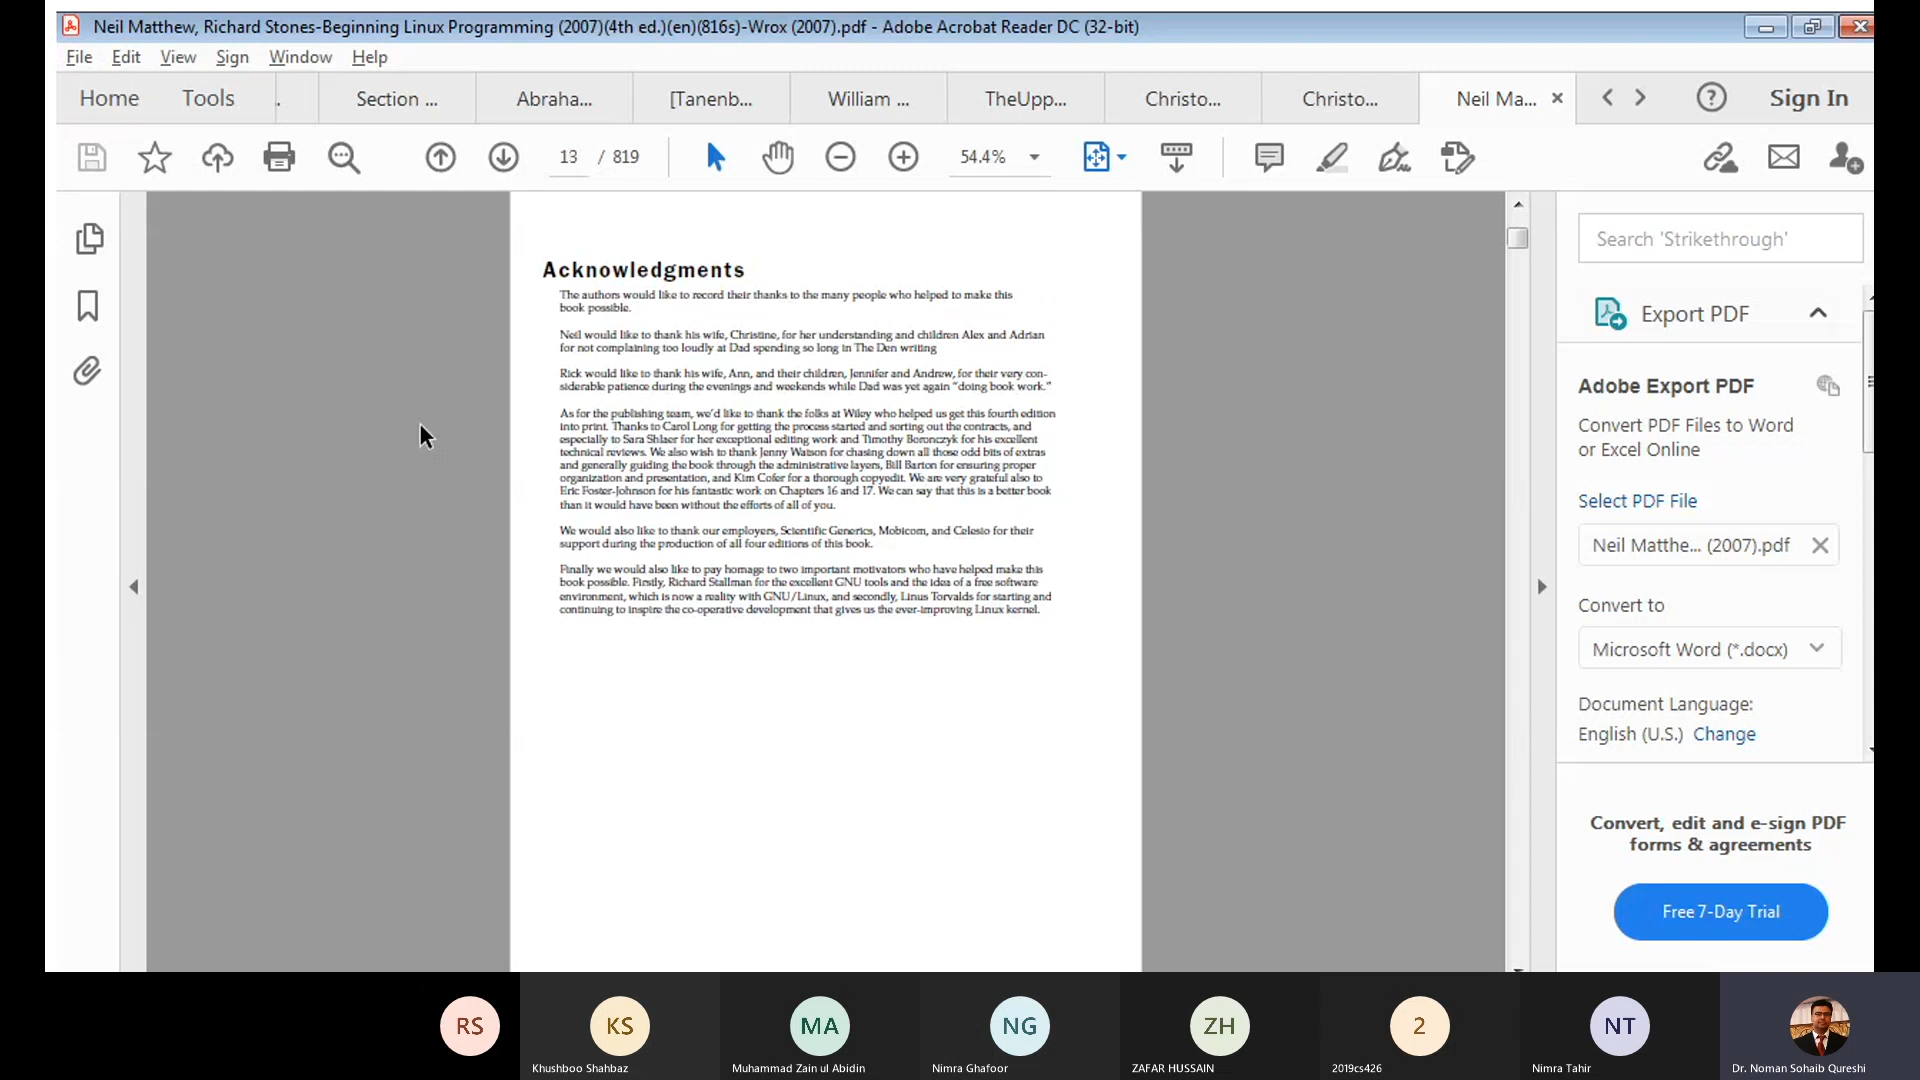 Neil Matthew, Richard Stones-Beginning Linux Programming (2007)(4th ed.)(en)(816s)-Wrox (2007).pdf - Adobe Acrobat Reader DC (32-bit)
File Edit View Sign Window Help
Home Tools . Section ... Abraha... [Tanenb... William ... TheUpp... Christo... Christo... Neil Ma... Sign In
13 / 819 54.4%
Acknowledgments
The authors would like to record their thanks to the many people who helped to make this
book possible.
Neil would like to thank his wife, Christine, for her understanding and children Alex and Adrian
for not complaining too loudly at Dad spending so long in The Den writing
Rick would like to thank his wife, Ann, and their children, Jennifer and Andrew, for their very con-
siderable patience during the evenings and weekends while Dad was yet again “doing book work.”
As for the publishing team, we’d like to thank the folks at Wiley who helped us get this fourth edition
into print. Thanks to Carol Long for getting the process started and sorting out the contracts, and
especially to Sara Shlaer for her exceptional editing work and Timothy Boronczyk for his excellent
technical reviews. We also wish to thank Jenny Watson for chasing down all those odd bits of extras
and generally guiding the book through the administrative layers, Bill Barton for ensuring proper
organization and presentation, and Kim Cofer for a thorough copyedit. We are very grateful also to
Eric Foster-Johnson for his fantastic work on Chapters 16 and 17. We can say that this is a better book
than it would have been without the efforts of all of you.
We would also like to thank our employers, Scientific Generics, Mobicom, and Celesio for their
support during the production of all four editions of this book.
Finally we would also like to pay homage to two important motivators who have helped make this
book possible. Firstly, Richard Stallman for the excellent GNU tools and the idea of a free software
environment, which is now a reality with GNU/Linux, and secondly, Linus Torvalds for starting and
continuing to inspire the co-operative development that gives us the ever-improving Linux kernel.
Search 'Strikethrough'
Export PDF
Adobe Export PDF
Convert PDF Files to Word
or Excel Online
Select PDF File
Neil Matthe... (2007).pdf
Convert to
Microsoft Word (*.docx)
Document Language:
English (U.S.) Change
Convert, edit and e-sign PDF
forms & agreements
Free 7-Day Trial
RS KS MA NG ZH 2 NT
Khushboo Shahbaz Muhammad Zain ul Abidin Nimra Ghafoor ZAFAR HUSSAIN 2019cs426 Nimra Tahir Dr. Noman Sohaib Qureshi